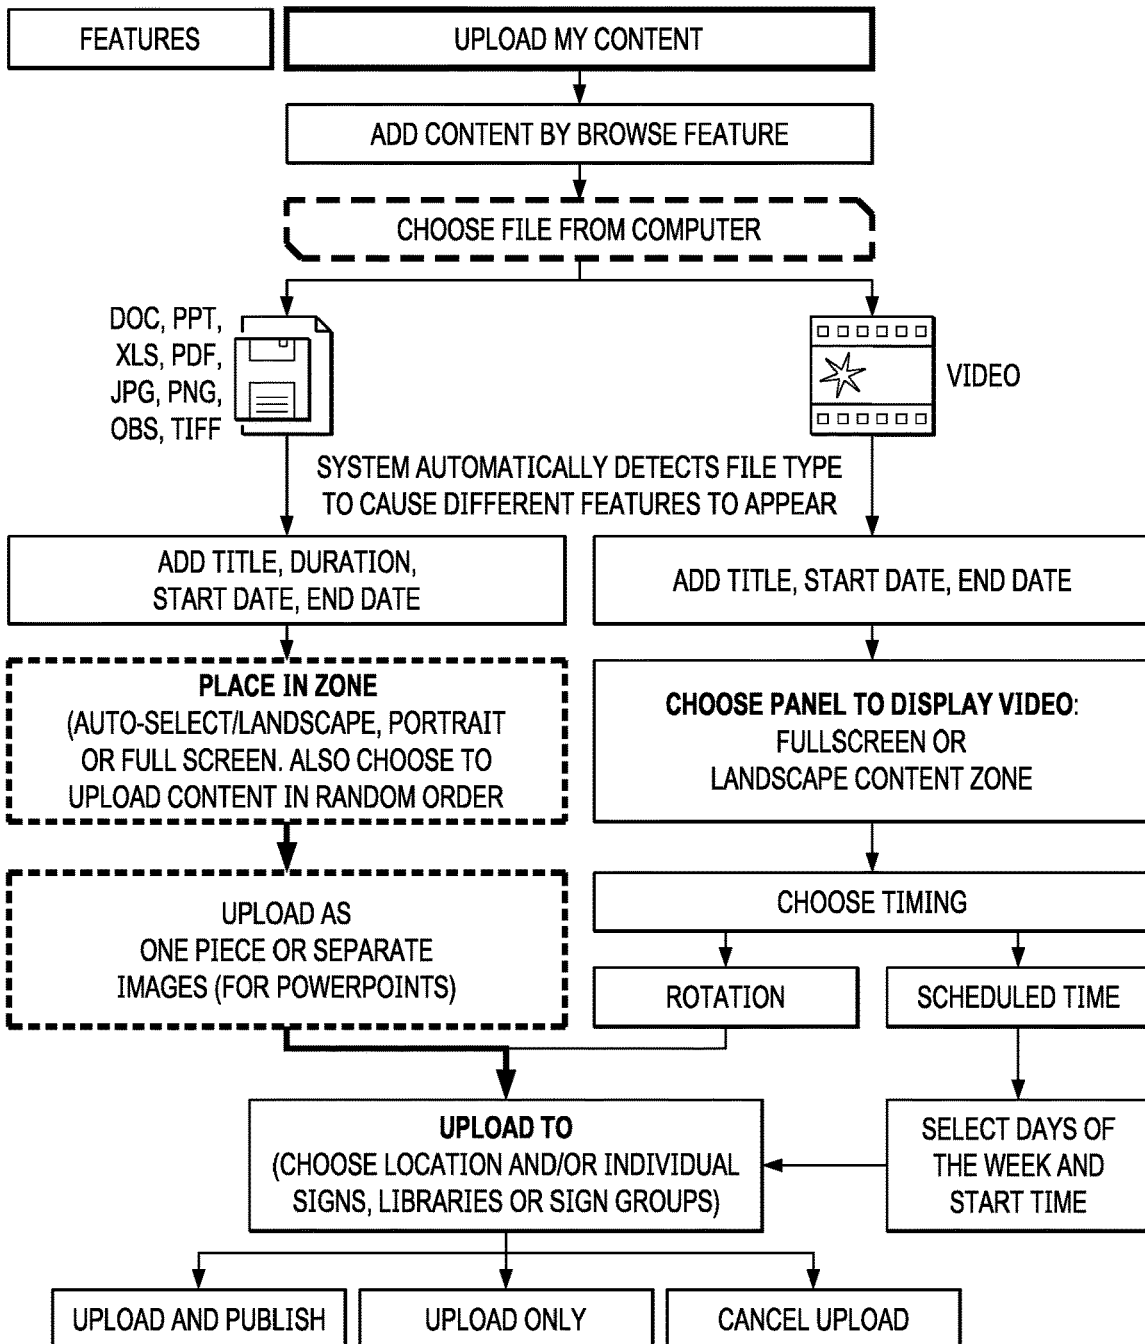 FEATURES
UPLOAD MY CONTENT
ADD CONTENT BY BROWSE FEATURE
CHOOSE FILE FROM COMPUTER
DOC, PPT,
XLS, PDF,
JPG, PNG,
OBS, TIFF
VIDEO
SYSTEM AUTOMATICALLY DETECTS FILE TYPE
TO CAUSE DIFFERENT FEATURES TO APPEAR
ADD TITLE, DURATION,
START DATE, END DATE
ADD TITLE, START DATE, END DATE
PLACE IN ZONE
(AUTO-SELECT/LANDSCAPE, PORTRAIT
OR FULL SCREEN. ALSO CHOOSE TO
UPLOAD CONTENT IN RANDOM ORDER
CHOOSE PANEL TO DISPLAY VIDEO:
FULLSCREEN OR
LANDSCAPE CONTENT ZONE
UPLOAD AS
ONE PIECE OR SEPARATE
IMAGES (FOR POWERPOINTS)
CHOOSE TIMING
ROTATION
SCHEDULED TIME
UPLOAD TO
(CHOOSE LOCATION AND/OR INDIVIDUAL
SIGNS, LIBRARIES OR SIGN GROUPS)
SELECT DAYS OF
THE WEEK AND
START TIME
UPLOAD AND PUBLISH
UPLOAD ONLY
CANCEL UPLOAD